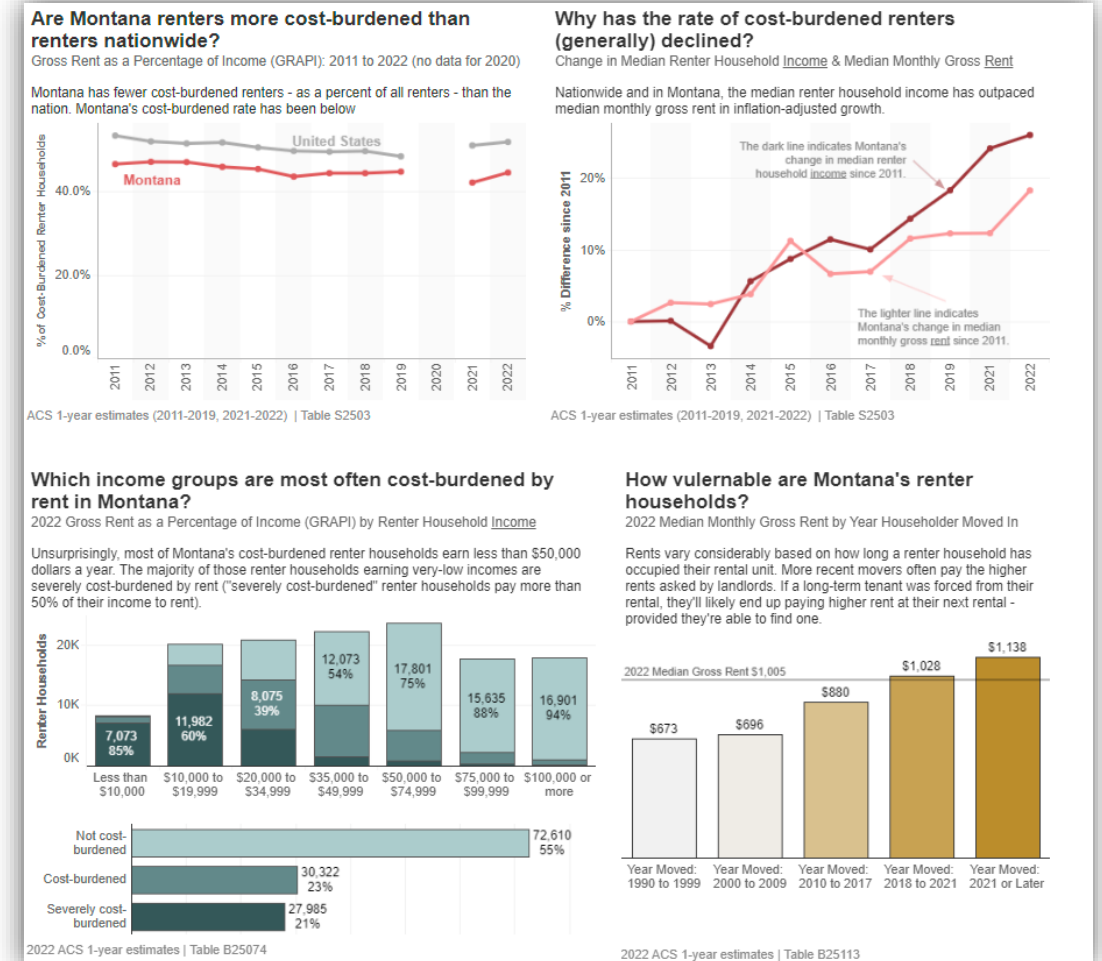 Are Montana renters more cost-burdened than
renters nationwide?
Gross Rent as a Percentage of Income (GRAPI): 2011 to 2022 (no data for 2020)
Montana has fewer cost-burdened renters - as a percent of all renters - than the
nation. Montana's cost-burdened rate has been below
% of Cost-Burdened Renter Households
40.0%
20.0%
0.0%
United States
Montana
2011
2012
2013
2014
2015
2016
2017
2018
2019
2020
2021
2022
ACS 1-year estimates (2011-2019, 2021-2022) | Table S2503
Why has the rate of cost-burdened renters
(generally) declined?
Change in Median Renter Household Income & Median Monthly Gross Rent
Nationwide and in Montana, the median renter household income has outpaced
median monthly gross rent in inflation-adjusted growth.
% Difference since 2011
20%
10%
0%
The dark line indicates Montana's
change in median renter
household income since 2011.
The lighter line indicates
Montana's change in median
monthly gross rent since 2011.
2011
2012
2013
2014
2015
2016
2017
2018
2019
2021
2022
ACS 1-year estimates (2011-2019, 2021-2022) | Table S2503
Which income groups are most often cost-burdened by
rent in Montana?
2022 Gross Rent as a Percentage of Income (GRAPI) by Renter Household Income
Unsurprisingly, most of Montana's cost-burdened renter households earn less than $50,000
dollars a year. The majority of those renter households earning very-low incomes are
severely cost-burdened by rent ("severely cost-burdened" renter households pay more than
50% of their income to rent).
Renter Households
20K
10K
0K
7,073
85%
11,982
60%
8,075
39%
12,073
54%
17,801
75%
15,635
88%
16,901
94%
Less than
$10,000
$10,000 to
$19,999
$20,000 to
$34,999
$35,000 to
$49,999
$50,000 to
$74,999
$75,000 to
$99,999
$100,000 or
more
Not cost-
burdened
72,610
55%
Cost-burdened
30,322
23%
Severely cost-
burdened
27,985
21%
2022 ACS 1-year estimates | Table B25074
How vulernable are Montana's renter
households?
2022 Median Monthly Gross Rent by Year Householder Moved In
Rents vary considerably based on how long a renter household has
occupied their rental unit. More recent movers often pay the higher
rents asked by landlords. If a long-term tenant was forced from their
rental, they'll likely end up paying higher rent at their next rental -
provided they're able to find one.
2022 Median Gross Rent $1,005
$673
$696
$880
$1,028
$1,138
Year Moved:
1990 to 1999
Year Moved:
2000 to 2009
Year Moved:
2010 to 2017
Year Moved:
2018 to 2021
Year Moved:
2021 or Later
2022 ACS 1-year estimates | Table B25113